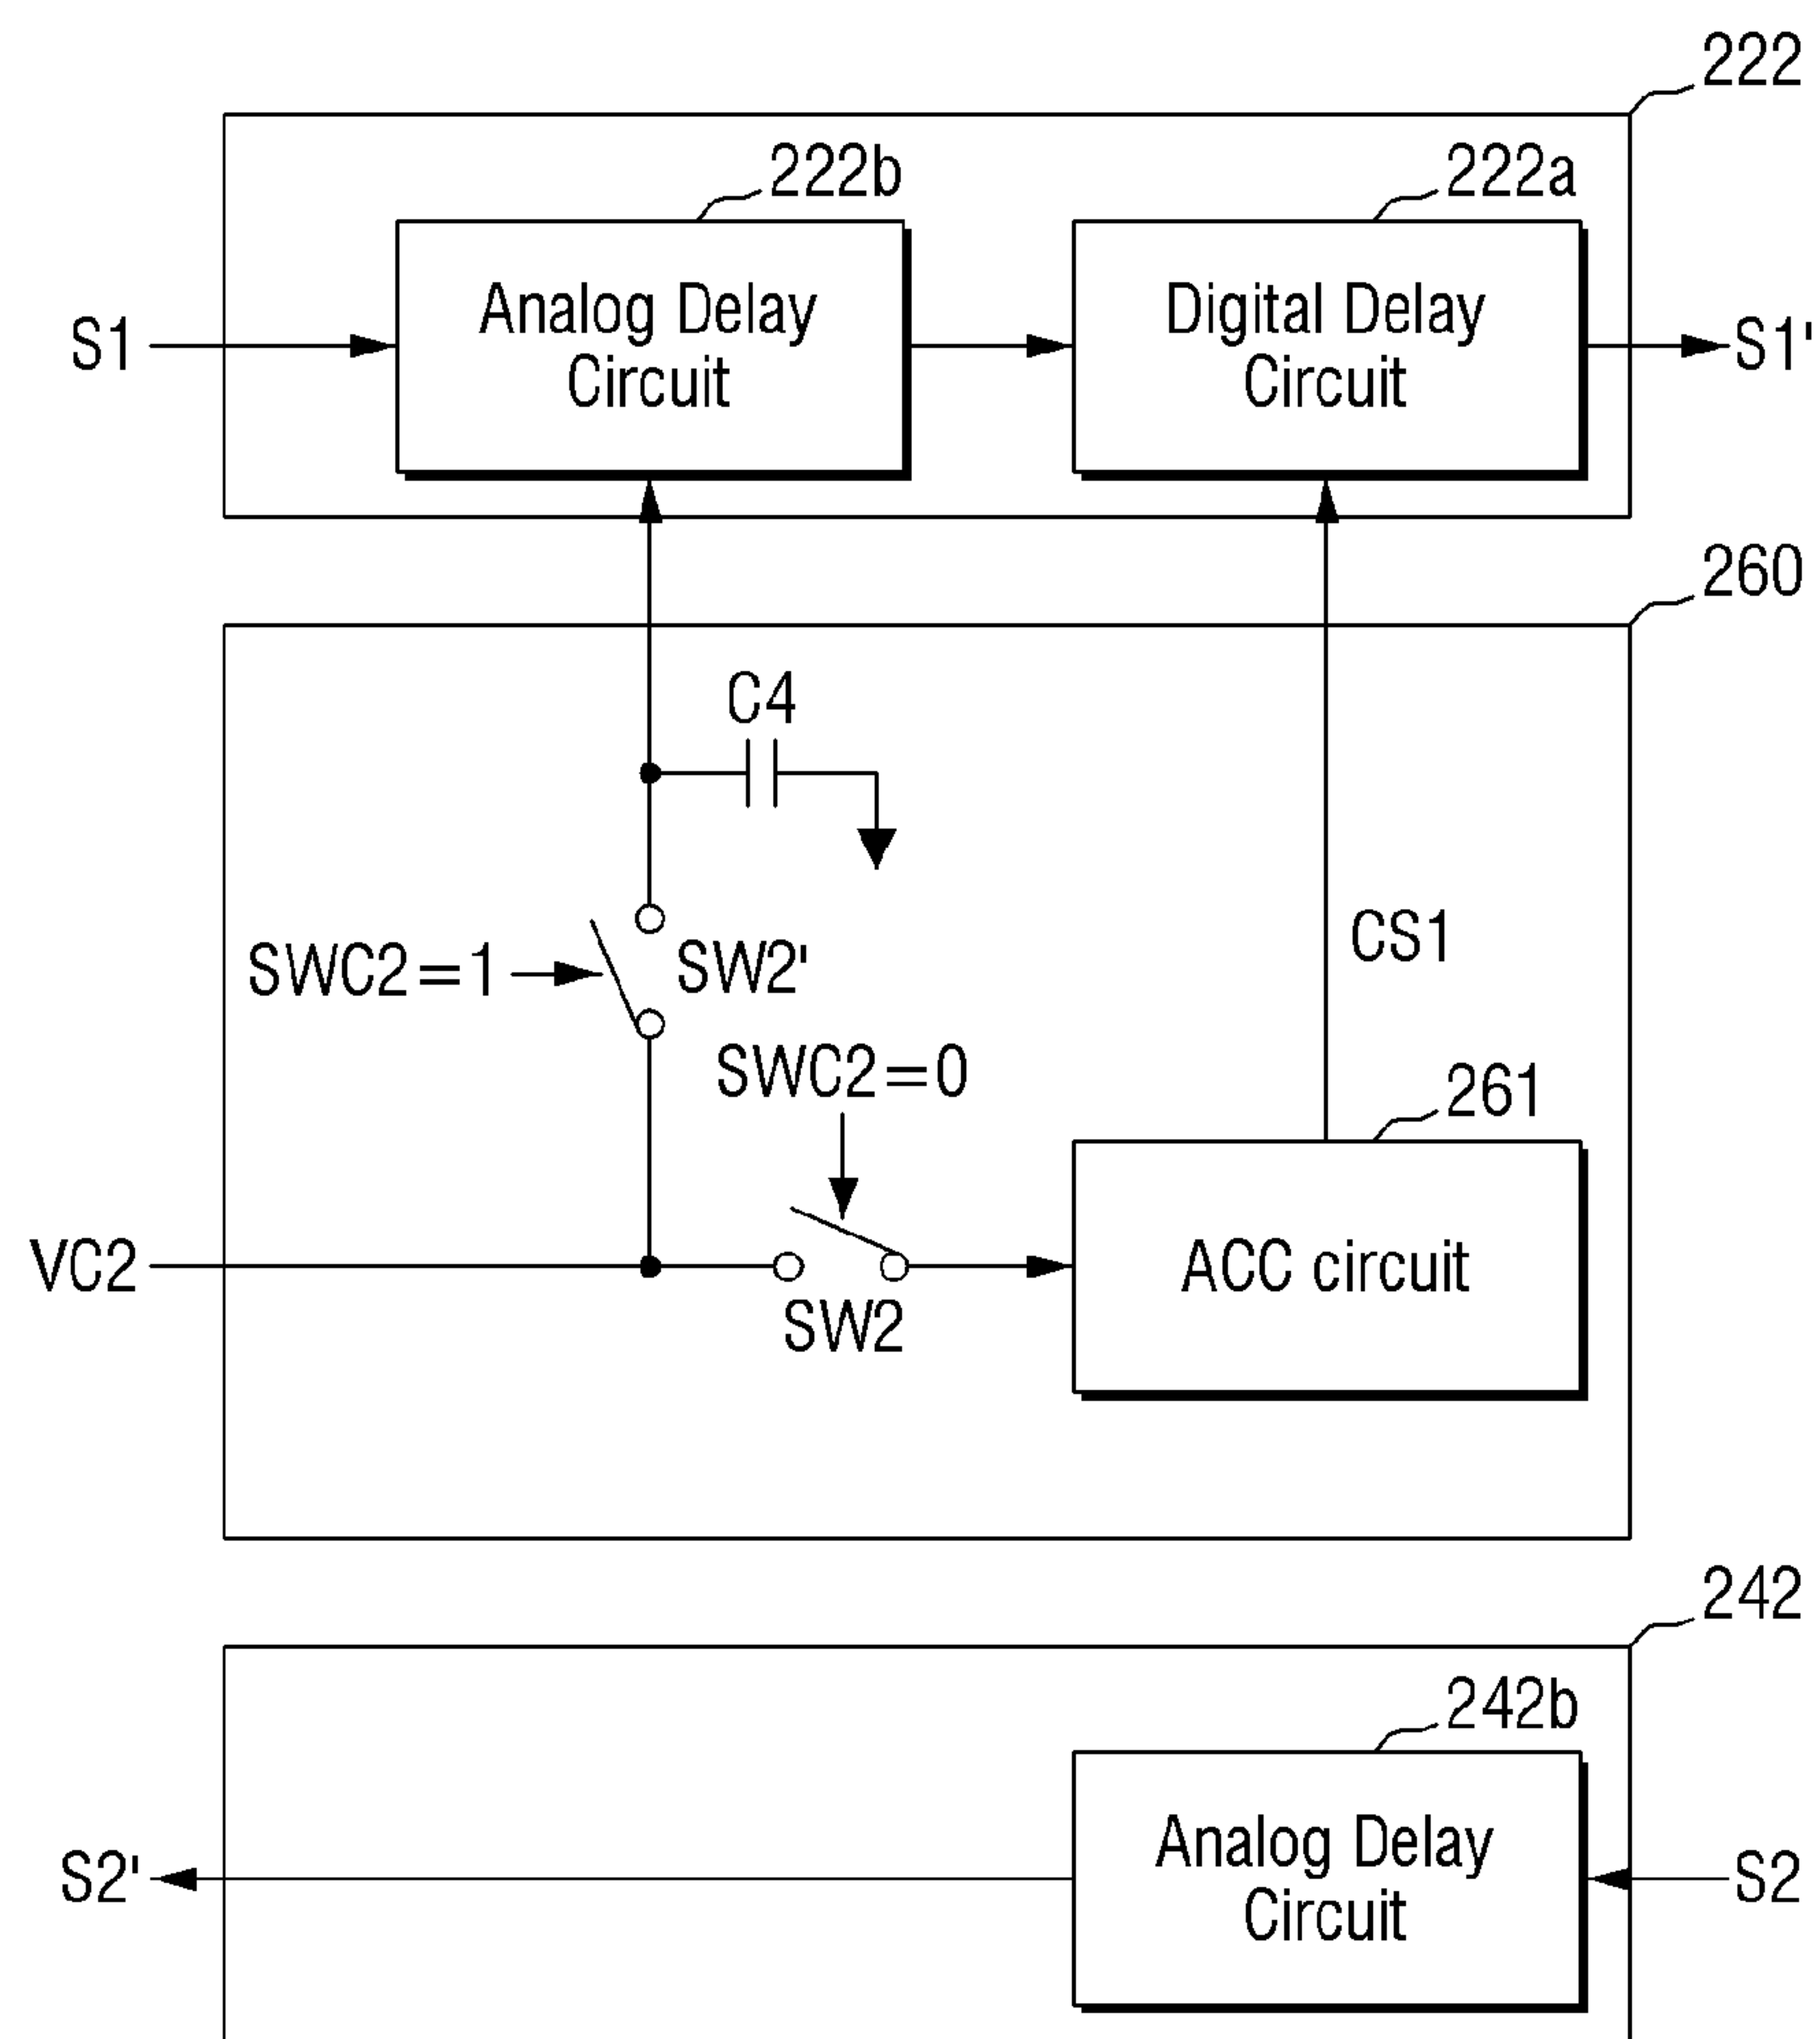 222
222b
222a
S1
Analog Delay
Circuit
Digital Delay
Circuit
S1'
260
C4
SWC2=1
SW2'
CS1
SWC2=0
261
VC2
SW2
ACC circuit
242
242b
S2'
Analog Delay
Circuit
S2